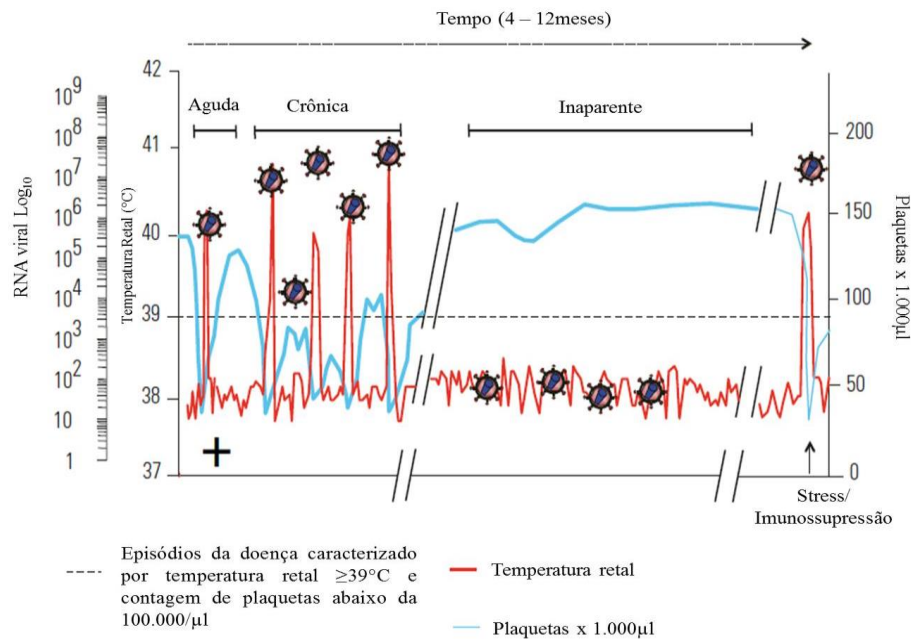 Tempo (4 – 12meses)
Aguda
Crônica
Inaparente
RNA viral Log10
10⁹
10⁸
10⁷
10⁶
10⁵
10⁴
10³
10²
10
1
Temperatura Retal (°C)
42
41
40
39
38
37
200
150
100
50
0
Plaquetas x 1.000µl
+
Stress/
Imunossupressão
Episódios da doença caracterizado
por temperatura retal ≥39°C e
contagem de plaquetas abaixo da
100.000/µl
Temperatura retal
Plaquetas x 1.000µl